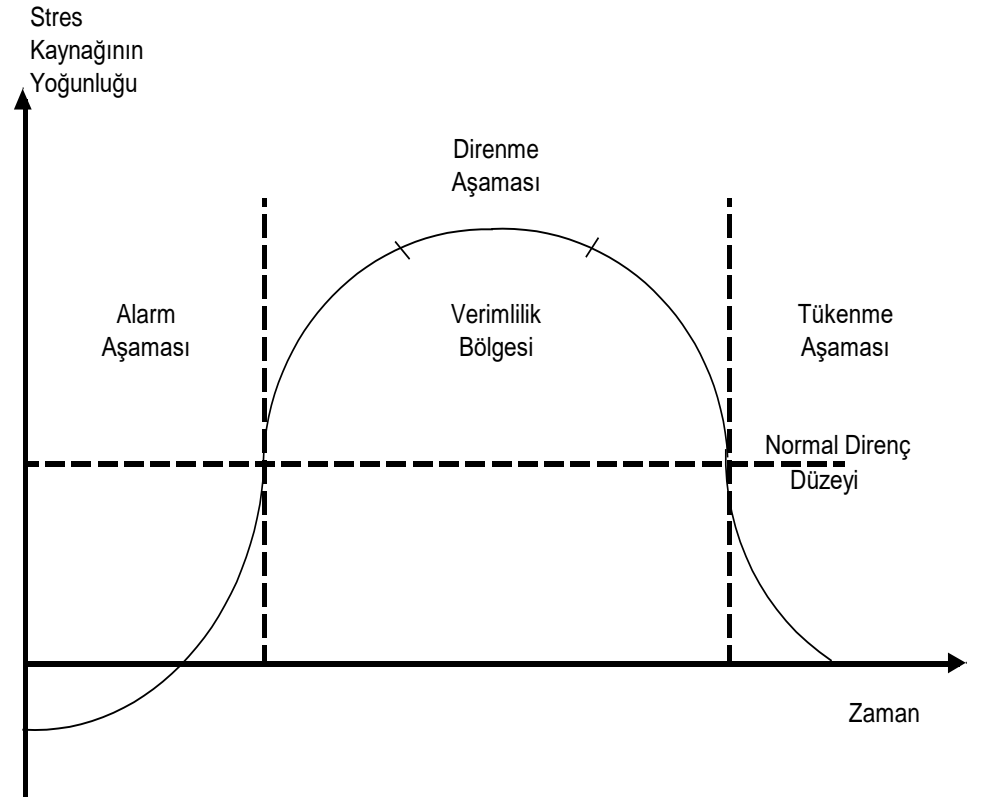 Stres
Kaynağının
Yoğunluğu
Direnme
Aşaması
Alarm
Aşaması
Verimlilik
Bölgesi
Tükenme
Aşaması
Normal Direnç
Düzeyi
Zaman